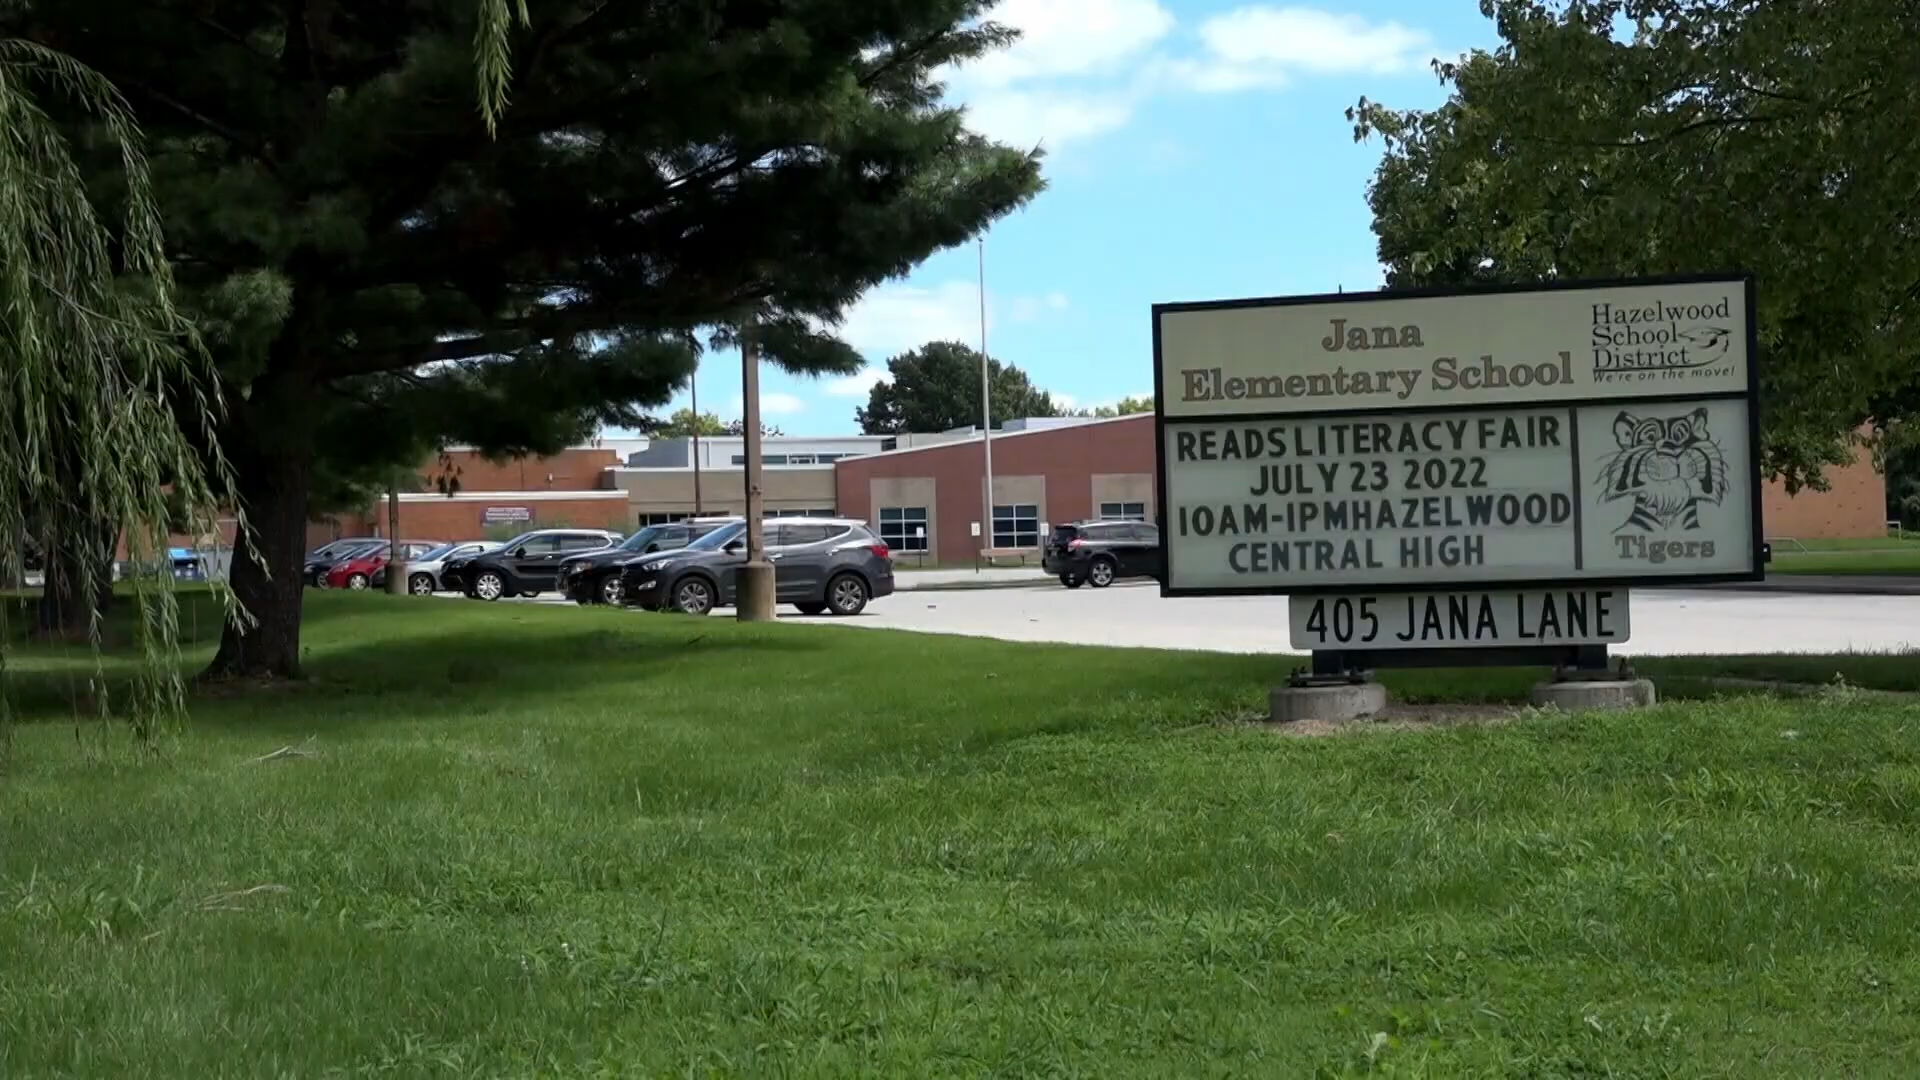 Jana
Elementary School
Hazelwood
School
District
We're on the move!
READS LITERACY FAIR
JULY 23 2022
10AM-1PMHAZELWOOD
CENTRAL HIGH
Tigers
405 JANA LANE